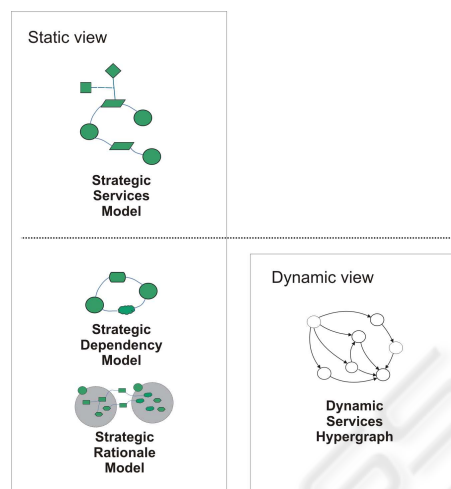 Static view
Strategic
Services
Model
Strategic
Dependency
Model
Strategic
Rationale
Model
Dynamic view
Dynamic
Services
Hypergraph